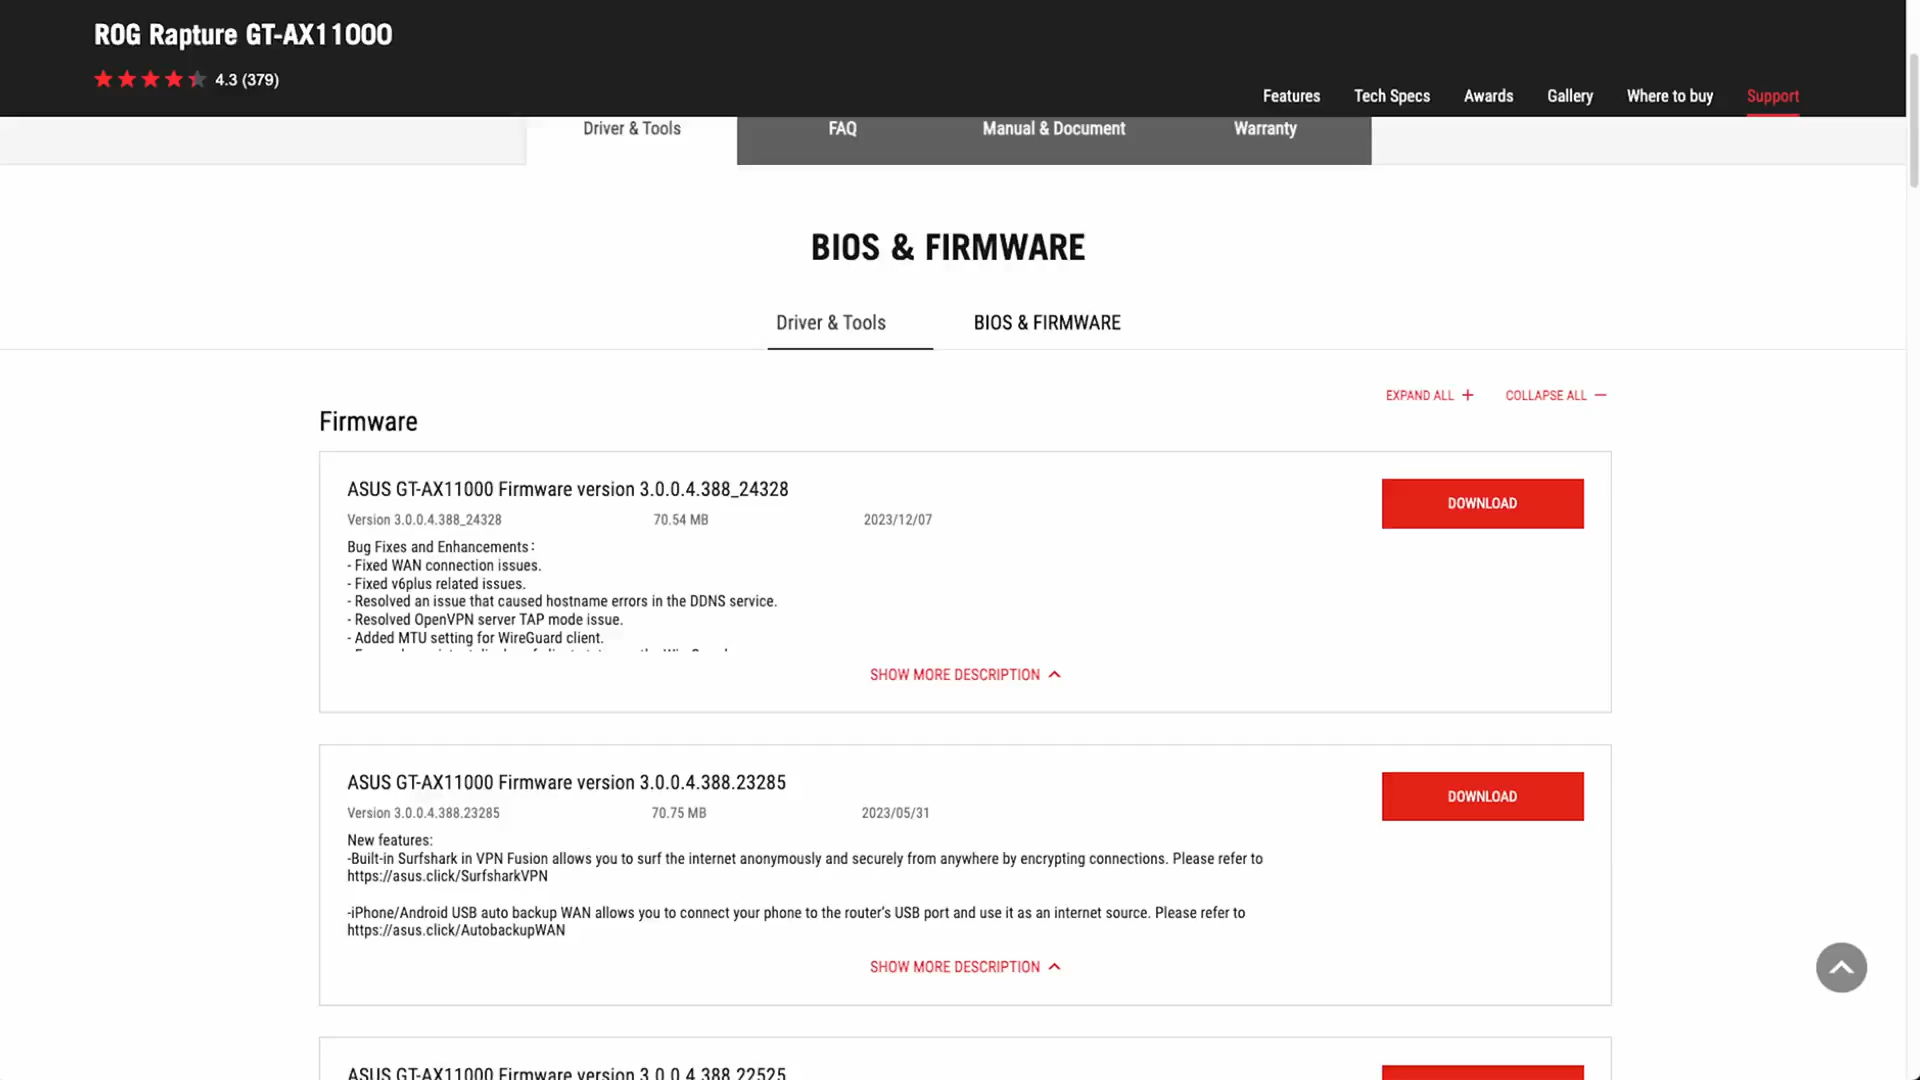 ROG Rapture GT-AX11000
4.3 (379)
Features Tech Specs Awards Gallery Where to buy Support
Driver & Tools FAQ Manual & Document Warranty
BIOS & FIRMWARE
Driver & Tools BIOS & FIRMWARE
EXPAND ALL + COLLAPSE ALL —
Firmware
ASUS GT-AX11000 Firmware version 3.0.0.4.388_24328
DOWNLOAD
Version 3.0.0.4.388_24328 70.54 MB 2023/12/07
Bug Fixes and Enhancements:
- Fixed WAN connection issues.
- Fixed v6plus related issues.
- Resolved an issue that caused hostname errors in the DDNS service.
- Resolved OpenVPN server TAP mode issue.
- Added MTU setting for WireGuard client.
SHOW MORE DESCRIPTION
ASUS GT-AX11000 Firmware version 3.0.0.4.388.23285
DOWNLOAD
Version 3.0.0.4.388.23285 70.75 MB 2023/05/31
New features:
-Built-in Surfshark in VPN Fusion allows you to surf the internet anonymously and securely from anywhere by encrypting connections. Please refer to
https://asus.click/SurfsharkVPN
-iPhone/Android USB auto backup WAN allows you to connect your phone to the router's USB port and use it as an internet source. Please refer to
https://asus.click/AutobackupWAN
SHOW MORE DESCRIPTION
ASUS GT-AX11000 Firmware version 3.0.0.4.388.22525